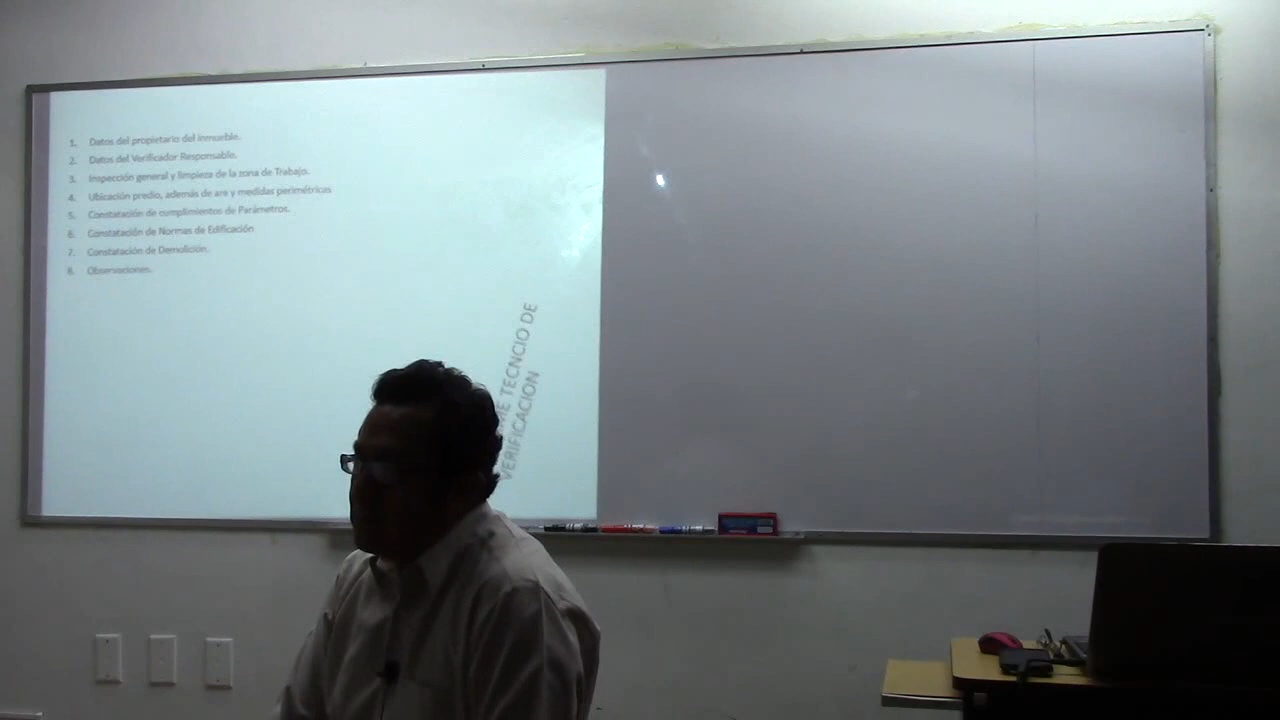 1. Datos del propietario del inmueble.
2. Datos del Verificador Responsable.
3. Inspección general y limpieza de la zona de Trabajo.
4. Ubicación predio, además de are y medidas perimétricas
5. Constatación de cumplimientos de Parámetros.
6. Constatación de Normas de Edificación
7. Constatación de Demolición.
8. Observaciones.
TECNCIO DE
VERIFICACION